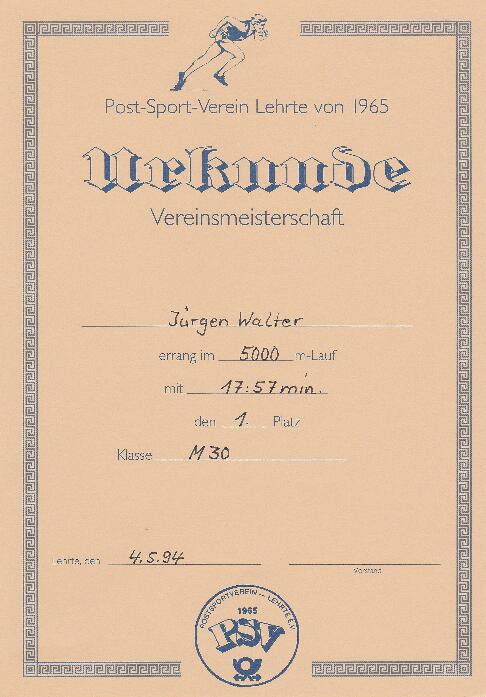 Post-Sport-Verein Lehrte von 1965
Urkunde
Vereinsmeisterschaft
Jürgen Walter
errang im 5000 m-Lauf
mit 17:57 min.
den 1. Platz
Klasse M 30
Lehrte, den 4.5.94
Vorstand
POSTSPORTVEREIN LEHRTE E.V.
1965
PSV